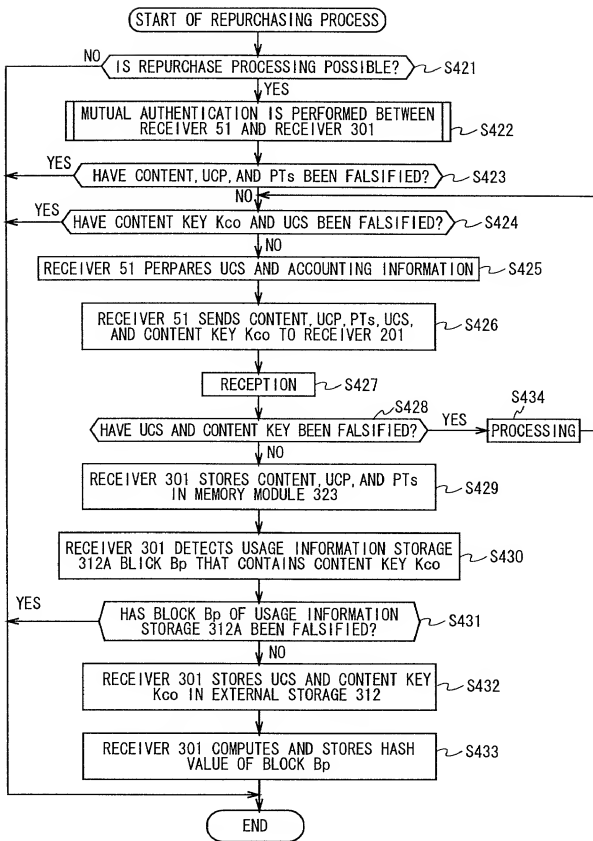 START OF REPURCHASING PROCESS
NO
IS REPURCHASE PROCESSING POSSIBLE?
S421
YES
MUTUAL AUTHENTICATION IS PERFORMED BETWEEN
RECEIVER 51 AND RECEIVER 301
S422
YES
HAVE CONTENT, UCP, AND PTs BEEN FALSIFIED?
S423
NO
YES
HAVE CONTENT KEY Kco AND UCS BEEN FALSIFIED?
S424
NO
RECEIVER 51 PERPARES UCS AND ACCOUNTING INFORMATION
S425
RECEIVER 51 SENDS CONTENT, UCP, PTs, UCS,
AND CONTENT KEY Kco TO RECEIVER 201
S426
RECEPTION
S427
S428
HAVE UCS AND CONTENT KEY BEEN FALSIFIED?
YES
S434
PROCESSING
NO
RECEIVER 301 STORES CONTENT, UCP, AND PTs
IN MEMORY MODULE 323
S429
RECEIVER 301 DETECTS USAGE INFORMATION STORAGE
312A BLICK Bp THAT CONTAINS CONTENT KEY Kco
S430
YES
HAS BLOCK Bp OF USAGE INFORMATION
STORAGE 312A BEEN FALSIFIED?
S431
NO
RECEIVER 301 STORES UCS AND CONTENT KEY
Kco IN EXTERNAL STORAGE 312
S432
RECEIVER 301 COMPUTES AND STORES HASH
VALUE OF BLOCK Bp
S433
END